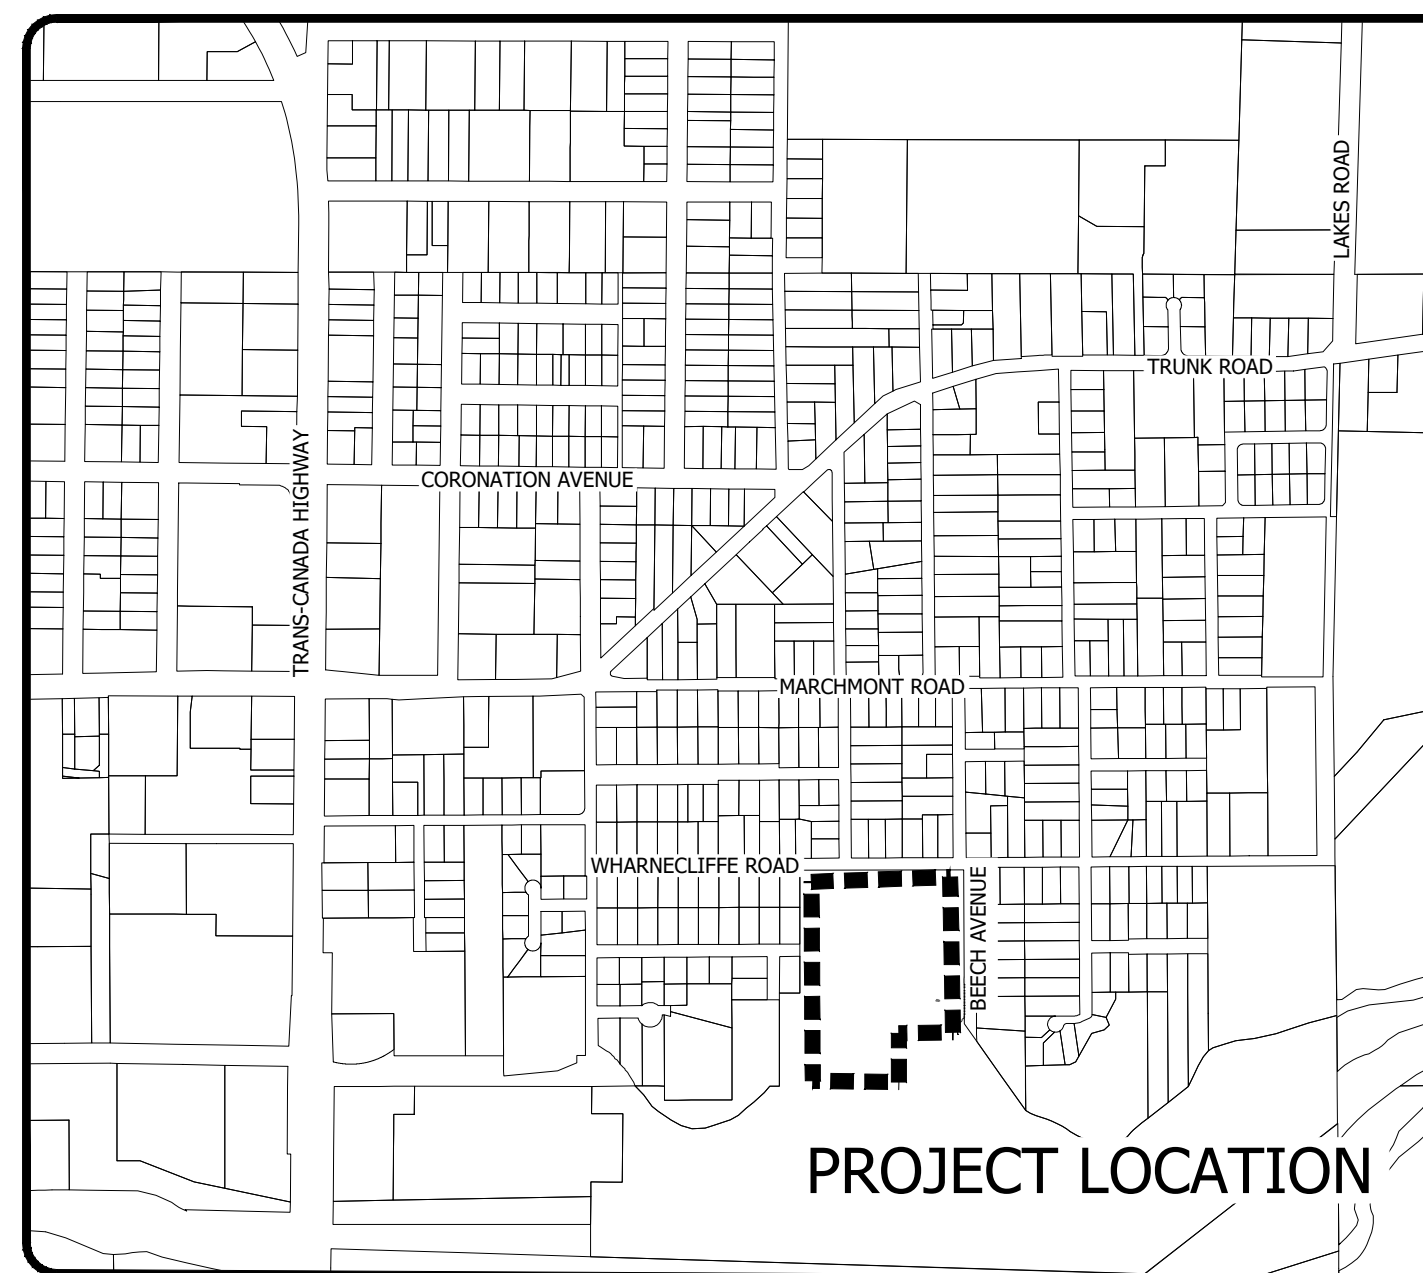 LAKES ROAD
TRUNK ROAD
CORONATION AVENUE
TRANS-CANADA HIGHWAY
MARCHMONT ROAD
WHARNECLIFFE ROAD
BEECH AVENUE
PROJECT LOCATION